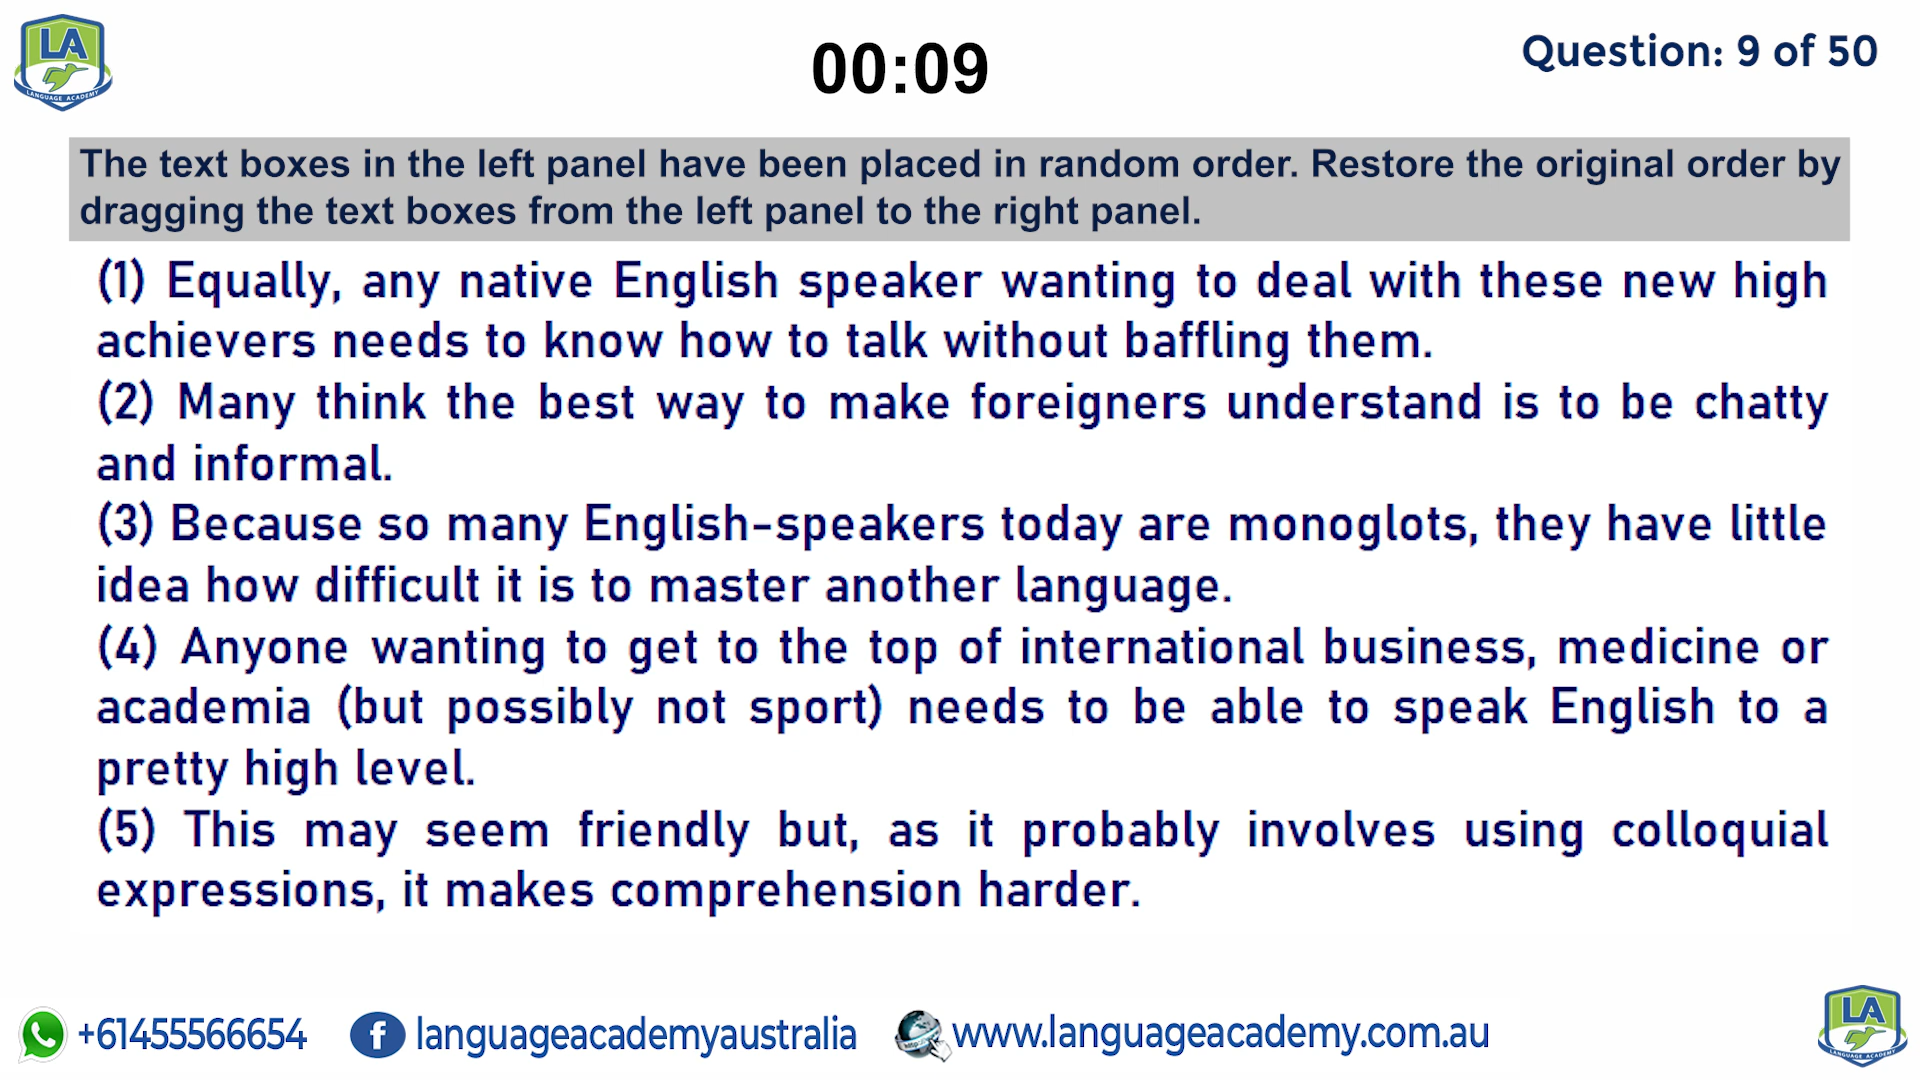 LA
LANGUAGE ACADEMY
00:09
Question: 9 of 50
The text boxes in the left panel have been placed in random order. Restore the original order by
dragging the text boxes from the left panel to the right panel.
(1) Equally, any native English speaker wanting to deal with these new high
achievers needs to know how to talk without baffling them.
(2) Many think the best way to make foreigners understand is to be chatty
and informal.
(3) Because so many English-speakers today are monoglots, they have little
idea how difficult it is to master another language.
(4) Anyone wanting to get to the top of international business, medicine or
academia (but possibly not sport) needs to be able to speak English to a
pretty high level.
(5) This may seem friendly but, as it probably involves using colloquial
expressions, it makes comprehension harder.
+61455566654
languageacademyaustralia
www.languageacademy.com.au
LA
LANGUAGE ACADEMY